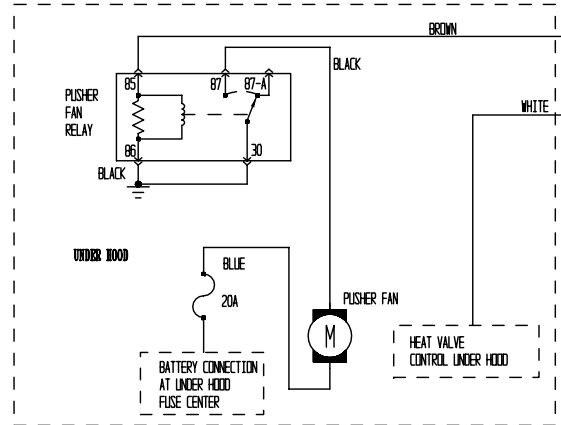 BROWN
BLACK
85
87
87-A
PUSHER
FAN
RELAY
WHITE
86
30
BLACK
UNDER HOOD
BLUE
20A
PUSHER FAN
M
HEAT VALVE
CONTROL UNDER HOOD
BATTERY CONNECTION
AT UNDER HOOD
FUSE CENTER